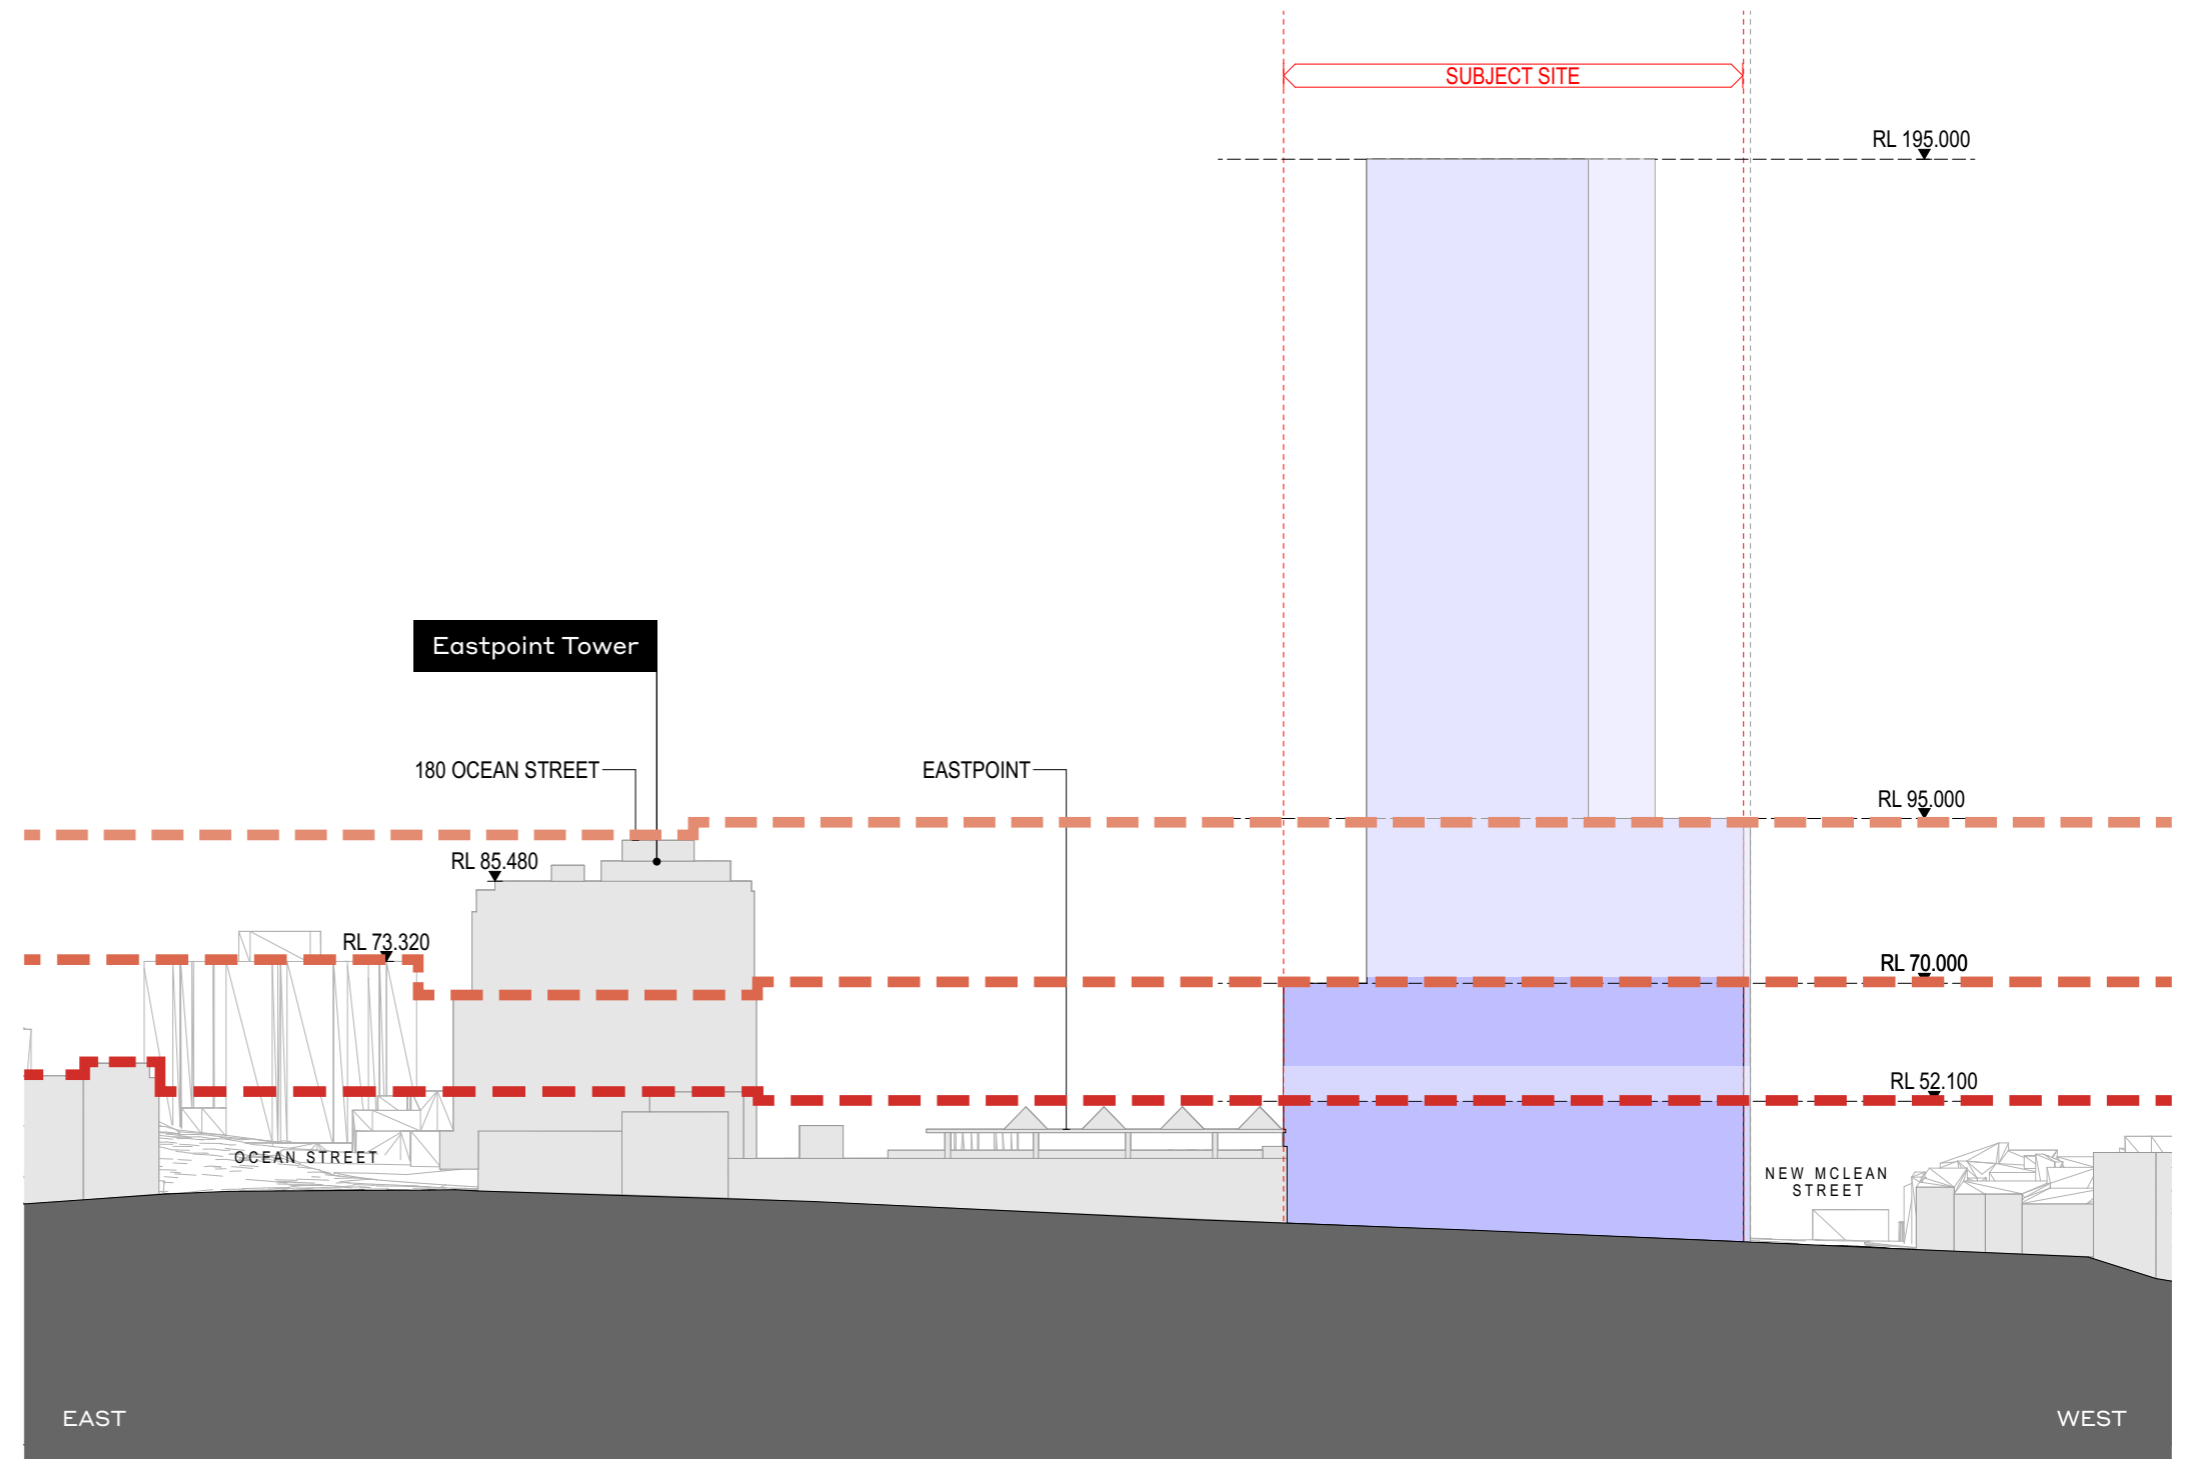 SUBJECT SITE
RL 195.000
Eastpoint Tower
180 OCEAN STREET
EASTPOINT
RL 95.000
RL 85.480
RL 73.320
RL 70.000
RL 52.100
OCEAN STREET
NEW MCLEAN
STREET
EAST
WEST